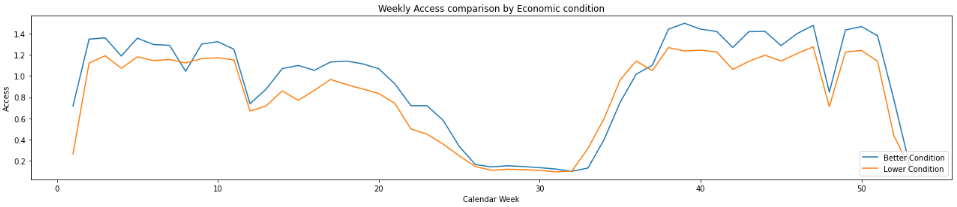 Weekly Access comparison by Economic condition
Access
1.4
1.2
1.0
0.8
0.6
0.4
0.2
0
10
20
30
40
50
Calendar Week
Better Condition
Lower Condition